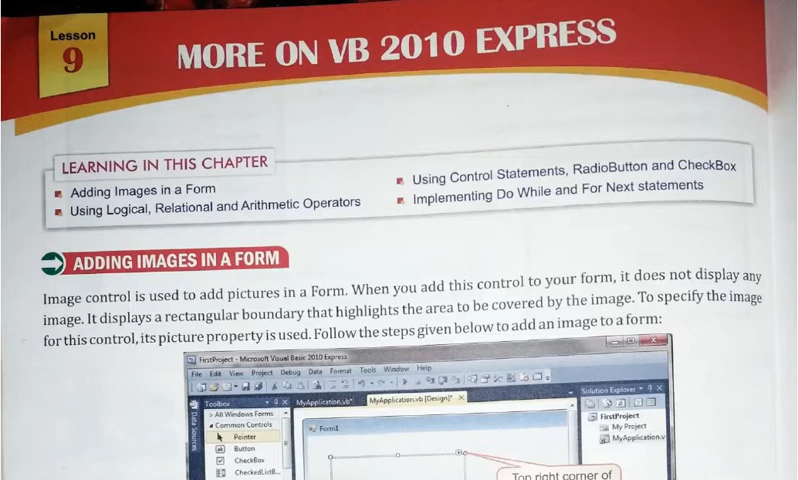 Lesson
9
MORE ON VB 2010 EXPRESS
LEARNING IN THIS CHAPTER
Adding Images in a Form
Using Logical, Relational and Arithmetic Operators
Using Control Statements, RadioButton and CheckBox
Implementing Do While and For Next statements
ADDING IMAGES IN A FORM
Image control is used to add pictures in a Form. When you add this control to your form, it does not display any
image. It displays a rectangular boundary that highlights the area to be covered by the image. To specify the image
for this control, its picture property is used. Follow the steps given below to add an image to a form:
FirstProject - Microsoft Visual Basic 2010 Express
File Edit View Project Debug Data Format Tools Window Help
Toolbox
All Windows Forms
Common Controls
Pointer
Button
CheckBox
CheckedListB...
Data Sources
MyApplication.vb* MyApplication.vb [Design]*
Form1
Top right corner of
Solution Explorer
FirstProject
My Project
MyApplication.v